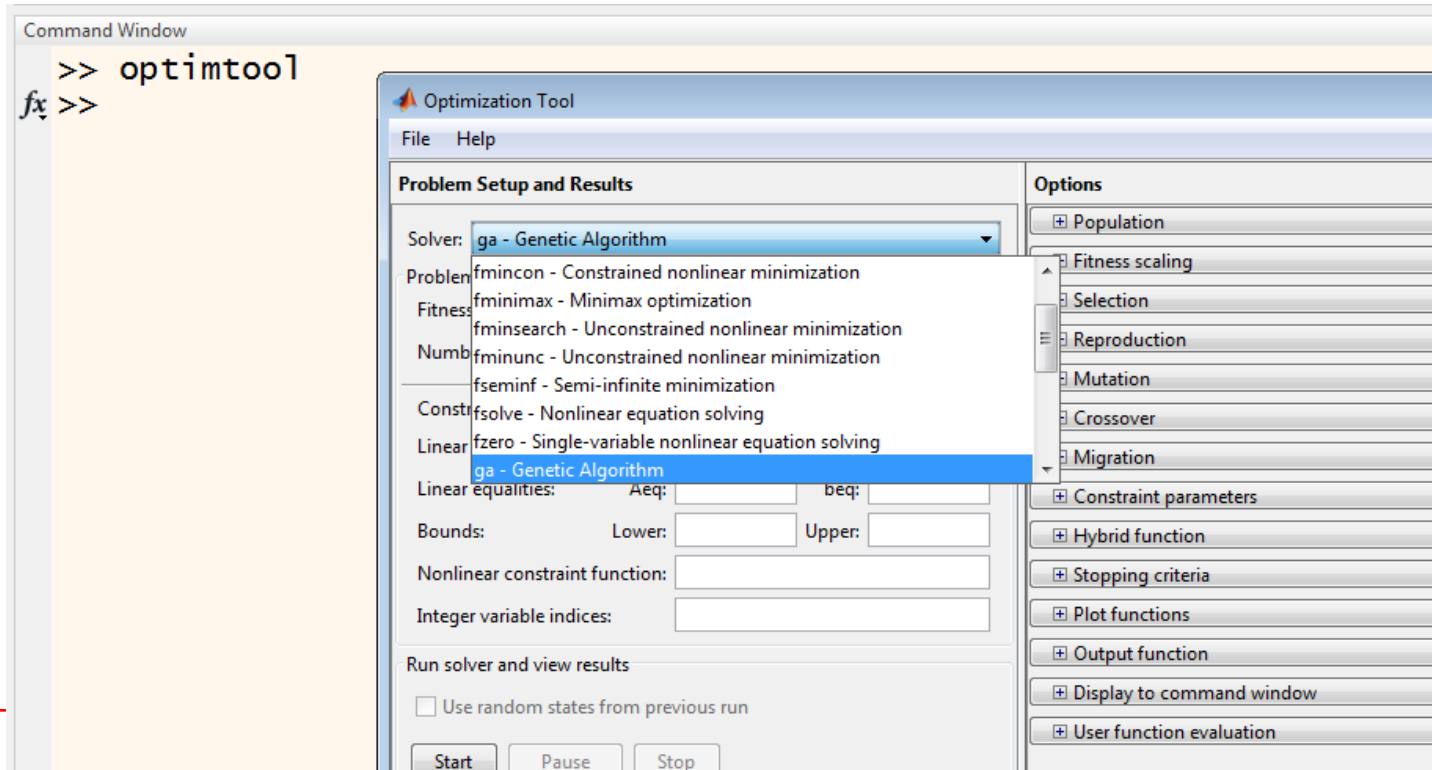 Command Window
>> optimtool
fx >>
Optimization Tool
File Help
Problem Setup and Results
Solver: ga - Genetic Algorithm
fmincon - Constrained nonlinear minimization
fminimax - Minimax optimization
fminsearch - Unconstrained nonlinear minimization
fminunc - Unconstrained nonlinear minimization
fseminf - Semi-infinite minimization
fsolve - Nonlinear equation solving
fzero - Single-variable nonlinear equation solving
ga - Genetic Algorithm
Problem
Fitness
Numb
Constr
Linear
Linear equalities: Aeq: beq:
Bounds: Lower: Upper:
Nonlinear constraint function:
Integer variable indices:
Run solver and view results
Use random states from previous run
Start Pause Stop
Options
Population
Fitness scaling
Selection
Reproduction
Mutation
Crossover
Migration
Constraint parameters
Hybrid function
Stopping criteria
Plot functions
Output function
Display to command window
User function evaluation